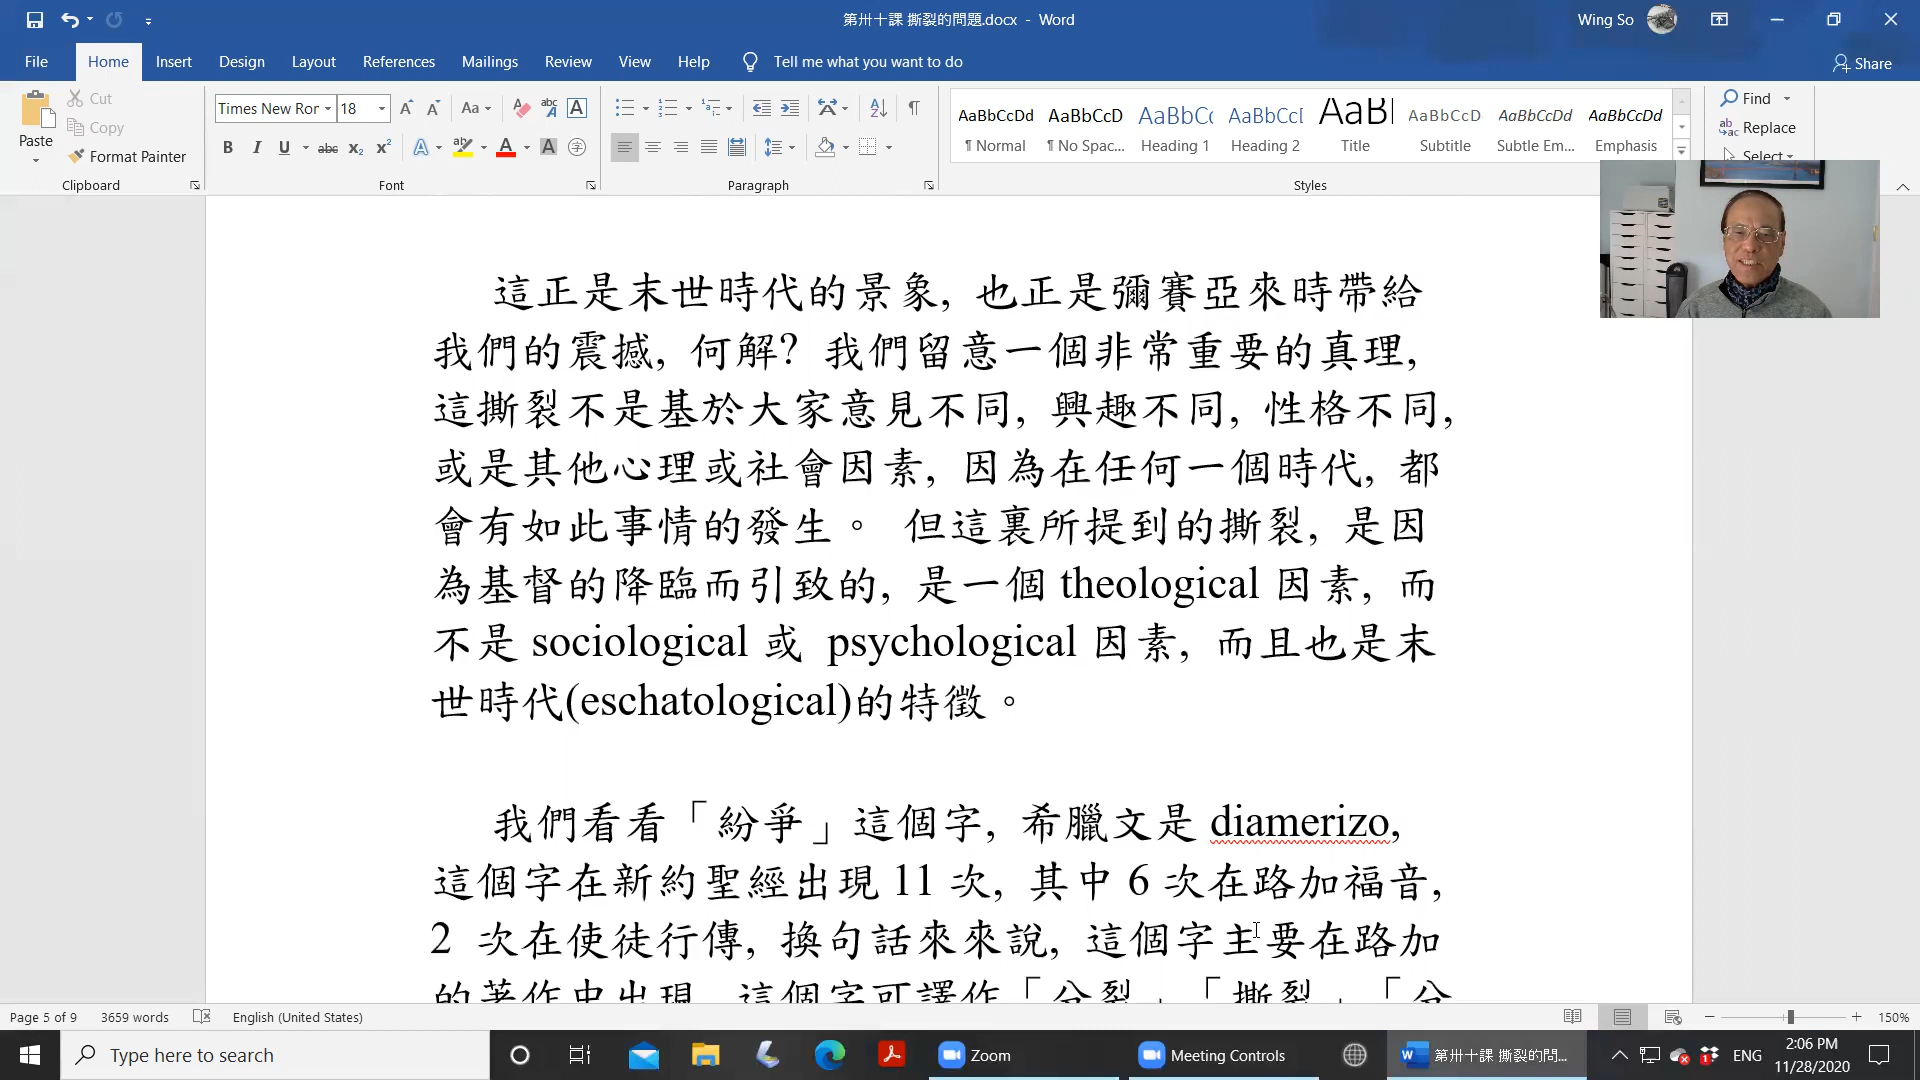 第卅十課 撕裂的問題.docx - Word
Wing So
File Home Insert Design Layout References Mailings Review View Help Tell me what you want to do
Share
Paste
Cut
Copy
Format Painter
Times New Ror 18
AaBbCcDd AaBbCcD AaBbC AaBbC AaB AaBbCcD AaBbCcDd AaBbCcDd
¶ Normal ¶ No Spac... Heading 1 Heading 2 Title Subtitle Subtle Em... Emphasis
Find
Replace
Select
Clipboard Font Paragraph Styles
這正是末世時代的景象, 也正是彌賽亞來時帶給
我們的震撼, 何解? 我們留意一個非常重要的真理,
這撕裂不是基於大家意見不同, 興趣不同, 性格不同,
或是其他心理或社會因素, 因為在任何一個時代, 都
會有如此事情的發生。 但這裏所提到的撕裂, 是因
為基督的降臨而引致的, 是一個 theological 因素, 而
不是 sociological 或 psychological 因素, 而且也是末
世時代(eschatological)的特徵。
我們看看「紛爭」這個字, 希臘文是 diamerizo,
這個字在新約聖經出現 11 次, 其中 6 次在路加福音,
2 次在使徒行傳, 換句話來來說, 這個字主要在路加
的著作中出現, 這個字可譯作「分裂」「撕裂」「分
Page 5 of 9 3659 words English (United States)
150%
Type here to search
Zoom
Meeting Controls
第卅十課 撕裂的問...
ENG
2:06 PM
11/28/2020